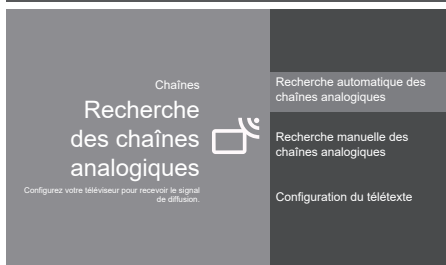 Chaînes
Recherche
des chaînes
analogiques
Configurez votre téléviseur pour recevoir le signal
de diffusion.
Recherche automatique des
chaînes analogiques
Recherche manuelle des
chaînes analogiques
Configuration du télétexte